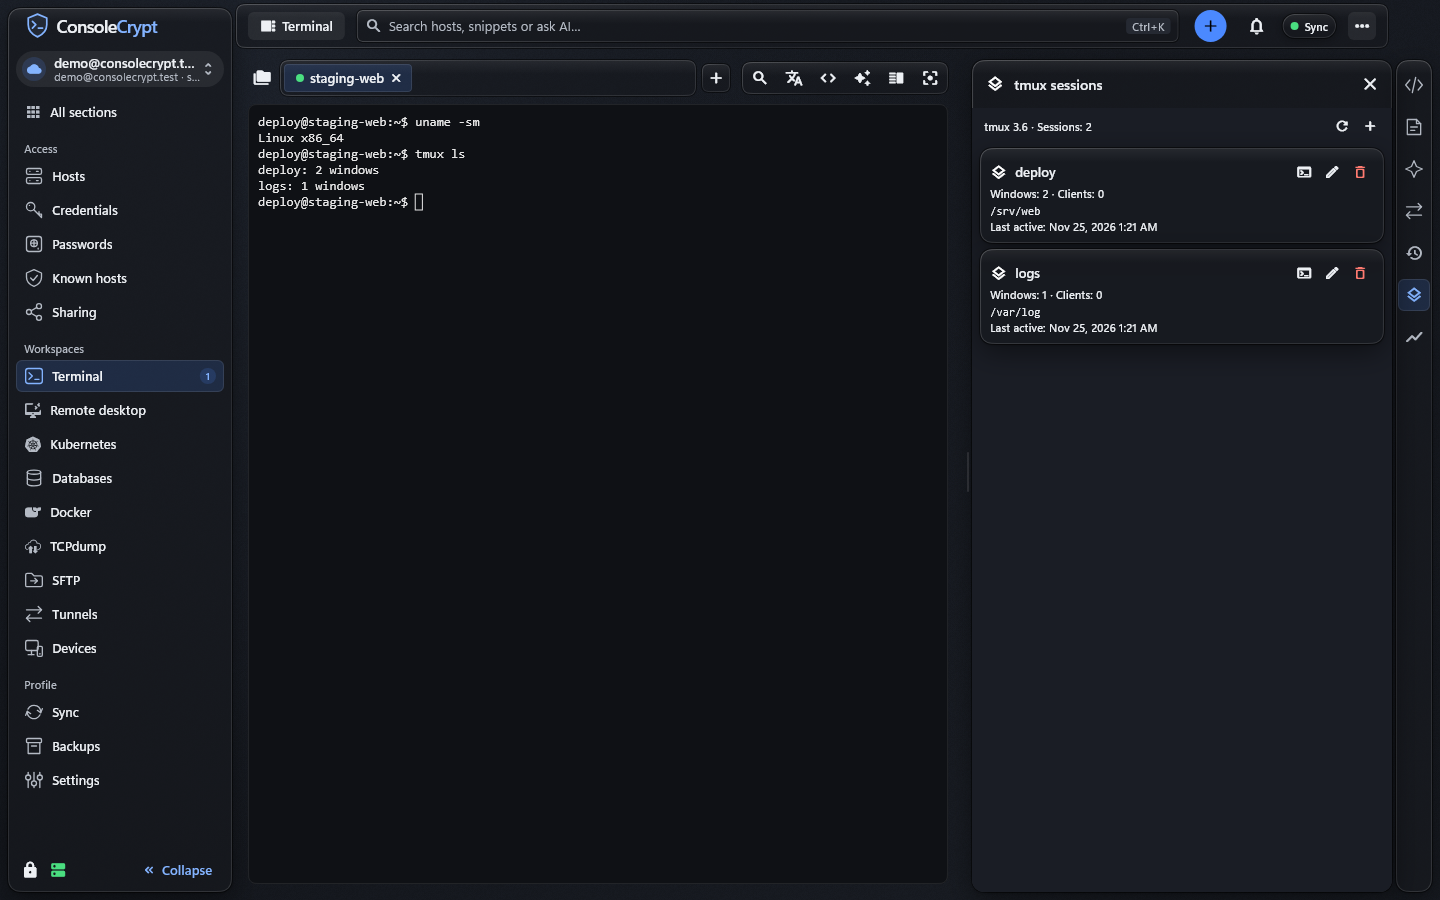 ConsoleCrypt
demo@consolecrypt.t...
demo@consolecrypt.test · s...
All sections
Access
Hosts
Credentials
Passwords
Known hosts
Sharing
Workspaces
Terminal 1
Remote desktop
Kubernetes
Databases
Docker
TCPdump
SFTP
Tunnels
Devices
Profile
Sync
Backups
Settings
Collapse
Terminal
Search hosts, snippets or ask AI...
Ctrl+K
Sync
staging-web
deploy@staging-web:~$ uname -sm
Linux x86_64
deploy@staging-web:~$ tmux ls
deploy: 2 windows
logs: 1 windows
deploy@staging-web:~$
tmux sessions
tmux 3.6 · Sessions: 2
deploy
Windows: 2 · Clients: 0
/srv/web
Last active: Nov 25, 2026 1:21 AM
logs
Windows: 1 · Clients: 0
/var/log
Last active: Nov 25, 2026 1:21 AM